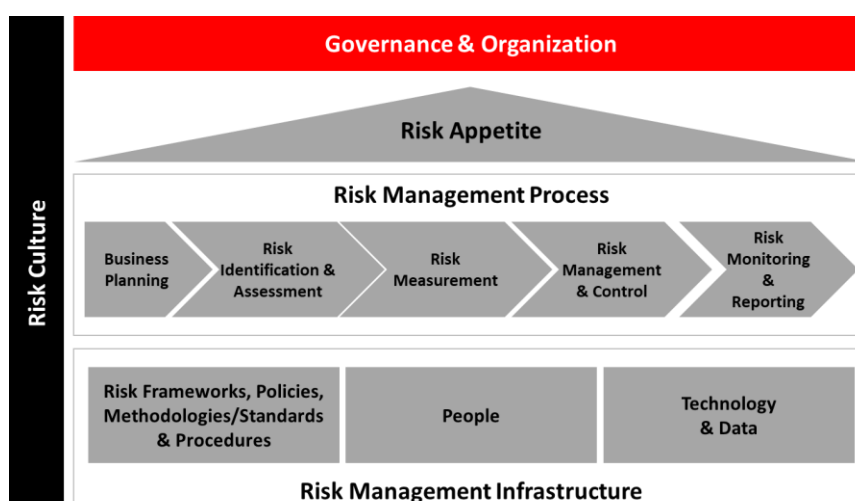 Governance & Organization
Risk Culture
Risk Appetite
Risk Management Process
Business
Planning
Risk
Identification &
Assessment
Risk
Measurement
Risk
Management
& Control
Risk
Monitoring
&
Reporting
Risk Frameworks, Policies,
Methodologies/Standards
& Procedures
People
Technology
& Data
Risk Management Infrastructure